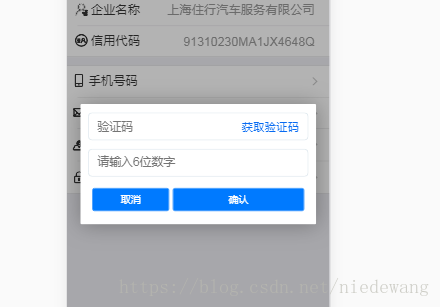 企业名称 上海住行汽车服务有限公司
信用代码 91310230MA1JX4648Q
手机号码
验证码 获取验证码
请输入6位数字
取消 确认
https://blog.csdn.net/niedewang